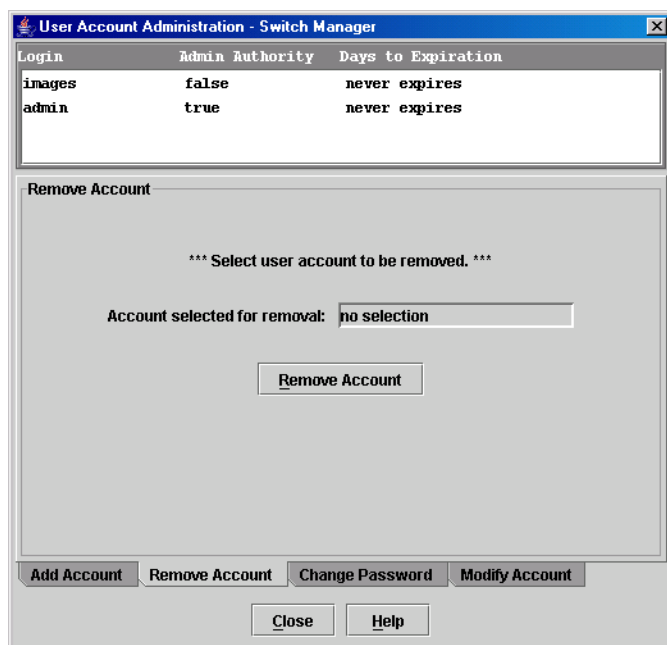 User Account Administration - Switch Manager
Login Admin Authority Days to Expiration
images false never expires
admin true never expires
Remove Account
*** Select user account to be removed. ***
Account selected for removal: no selection
Remove Account
Add Account Remove Account Change Password Modify Account
Close Help